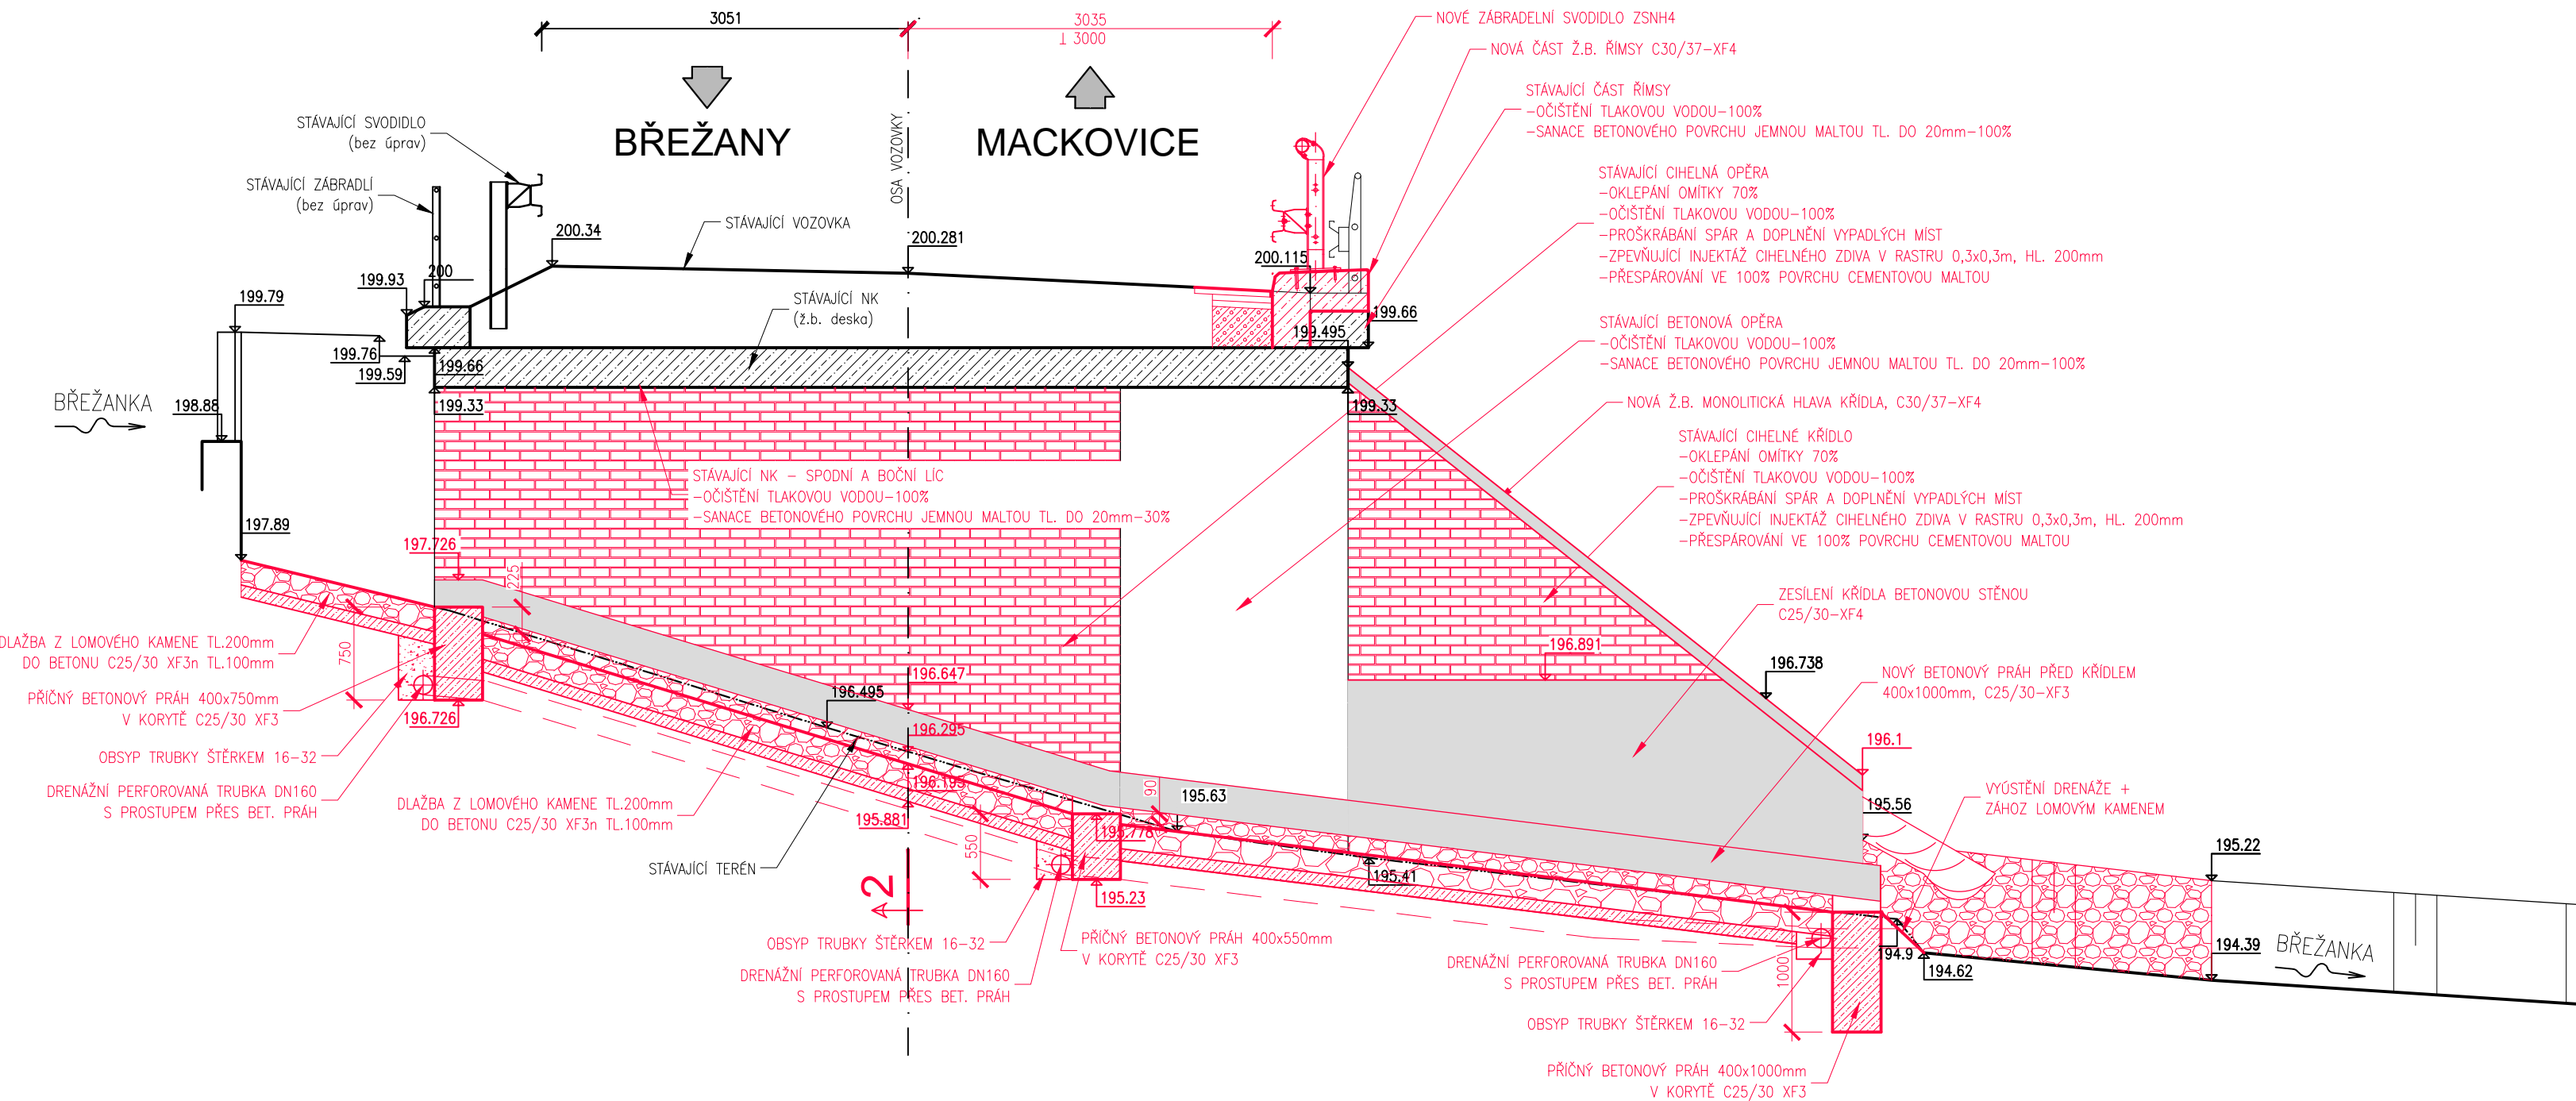 3051
3035
⊥ 3000
NOVÉ ZÁBRADELNÍ SVODIDLO ZSNH4
NOVÁ ČÁST Ž.B. ŘÍMSY C30/37-XF4
STÁVAJÍCÍ ČÁST ŘÍMSY
-OČIŠTĚNÍ TLAKOVOU VODOU-100%
-SANACE BETONOVÉHO POVRCHU JEMNOU MALTOU TL. DO 20mm-100%
STÁVAJÍCÍ SVODIDLO
(bez úprav)
BŘEŽANY
MACKOVICE
OSA VOZOVKY
STÁVAJÍCÍ ZÁBRADLÍ
(bez úprav)
STÁVAJÍCÍ VOZOVKA
STÁVAJÍCÍ CIHELNÁ OPĚRA
-OKLEPÁNÍ OMÍTKY 70%
-OČIŠTĚNÍ TLAKOVOU VODOU-100%
-PROŠKRÁBÁNÍ SPÁR A DOPLNĚNÍ VYPADLÝCH MÍST
-ZPEVŇUJÍCÍ INJEKTÁŽ CIHELNÉHO ZDIVA V RASTRU 0,3x0,3m, HL. 200mm
-PŘESPÁROVÁNÍ VE 100% POVRCHU CEMENTOVOU MALTOU
200.34
200.281
200.115
199.93
200
199.79
STÁVAJÍCÍ NK
(ž.b. deska)
199.66
199.495
199.76
199.59
199.66
199.33
199.33
STÁVAJÍCÍ BETONOVÁ OPĚRA
-OČIŠTĚNÍ TLAKOVOU VODOU-100%
-SANACE BETONOVÉHO POVRCHU JEMNOU MALTOU TL. DO 20mm-100%
BŘEŽANKA
198.88
NOVÁ Ž.B. MONOLITICKÁ HLAVA KŘÍDLA, C30/37-XF4
STÁVAJÍCÍ CIHELNÉ KŘÍDLO
-OKLEPÁNÍ OMÍTKY 70%
-OČIŠTĚNÍ TLAKOVOU VODOU-100%
-PROŠKRÁBÁNÍ SPÁR A DOPLNĚNÍ VYPADLÝCH MÍST
-ZPEVŇUJÍCÍ INJEKTÁŽ CIHELNÉHO ZDIVA V RASTRU 0,3x0,3m, HL. 200mm
-PŘESPÁROVÁNÍ VE 100% POVRCHU CEMENTOVOU MALTOU
STÁVAJÍCÍ NK - SPODNÍ A BOČNÍ LÍC
-OČIŠTĚNÍ TLAKOVOU VODOU-100%
-SANACE BETONOVÉHO POVRCHU JEMNOU MALTOU TL. DO 20mm-30%
197.89
197.726
225
ZESÍLENÍ KŘÍDLA BETONOVOU STĚNOU
C25/30-XF4
DLAŽBA Z LOMOVÉHO KAMENE TL.200mm
DO BETONU C25/30 XF3n TL.100mm
750
196.891
196.738
196.647
196.495
NOVÝ BETONOVÝ PRÁH PŘED KŘÍDLEM
400x1000mm, C25/30-XF3
PŘÍČNÝ BETONOVÝ PRÁH 400x750mm
V KORYTĚ C25/30 XF3
196.726
196.295
196.1
OBSYP TRUBKY ŠTĚRKEM 16-32
DRENÁŽNÍ PERFOROVANÁ TRUBKA DN160
S PROSTUPEM PŘES BET. PRÁH
196.195
90
195.63
195.56
VYÚSTĚNÍ DRENÁŽE +
ZÁHOZ LOMOVÝM KAMENEM
DLAŽBA Z LOMOVÉHO KAMENE TL.200mm
DO BETONU C25/30 XF3n TL.100mm
195.881
195.778
550
STÁVAJÍCÍ TERÉN
195.41
195.22
2
195.23
OBSYP TRUBKY ŠTĚRKEM 16-32
DRENÁŽNÍ PERFOROVANÁ TRUBKA DN160
S PROSTUPEM PŘES BET. PRÁH
PŘÍČNÝ BETONOVÝ PRÁH 400x550mm
V KORYTĚ C25/30 XF3
DRENÁŽNÍ PERFOROVANÁ TRUBKA DN160
S PROSTUPEM PŘES BET. PRÁH
1000
194.9
194.62
194.39
BŘEŽANKA
OBSYP TRUBKY ŠTĚRKEM 16-32
PŘÍČNÝ BETONOVÝ PRÁH 400x1000mm
V KORYTĚ C25/30 XF3